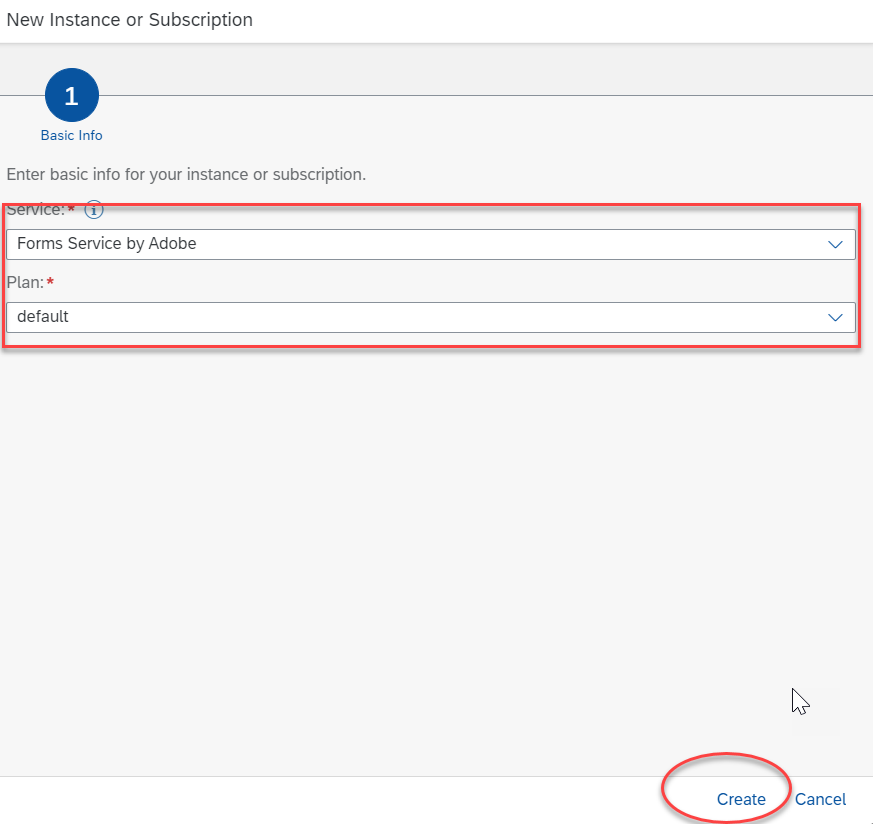 New Instance or Subscription
1
Basic Info
Enter basic info for your instance or subscription.
Service:*
Forms Service by Adobe
Plan:*
default
Create Cancel